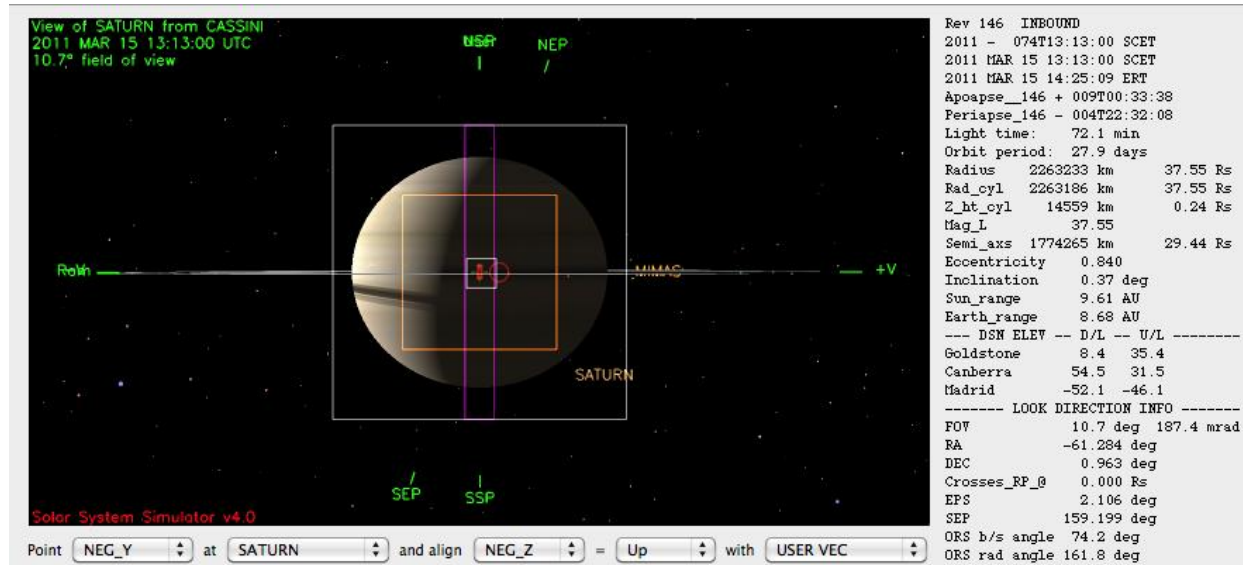 View of SATURN from CASSINI
2011 MAR 15 13:13:00 UTC
10.7° field of view
NSP
NEP
+V
MIMAS
SATURN
SEP
SSP
Solar System Simulator v4.0
Point NEG_Y at SATURN and align NEG_Z = Up with USER VEC
Rev 146 INBOUND
2011 - 074T13:13:00 SCET
2011 MAR 15 13:13:00 SCET
2011 MAR 15 14:25:09 ERT
Apoapse__146 + 009T00:33:38
Periapse_146 - 004T22:32:08
Light time: 72.1 min
Orbit period: 27.9 days
Radius 2263233 km 37.55 Rs
Rad_cyl 2263186 km 37.55 Rs
Z_ht_cyl 14559 km 0.24 Rs
Mag_L 37.55
Semi_axs 1774265 km 29.44 Rs
Eccentricity 0.840
Inclination 0.37 deg
Sun_range 9.61 AU
Earth_range 8.68 AU
--- DSN ELEV -- D/L -- U/L --------
Goldstone 8.4 35.4
Canberra 54.5 31.5
Madrid -52.1 -46.1
------- LOOK DIRECTION INFO -------
FOV 10.7 deg 187.4 mrad
RA -61.284 deg
DEC 0.963 deg
Crosses_RP_@ 0.000 Rs
EPS 2.106 deg
SEP 159.199 deg
ORS b/s angle 74.2 deg
ORS rad angle 161.8 deg